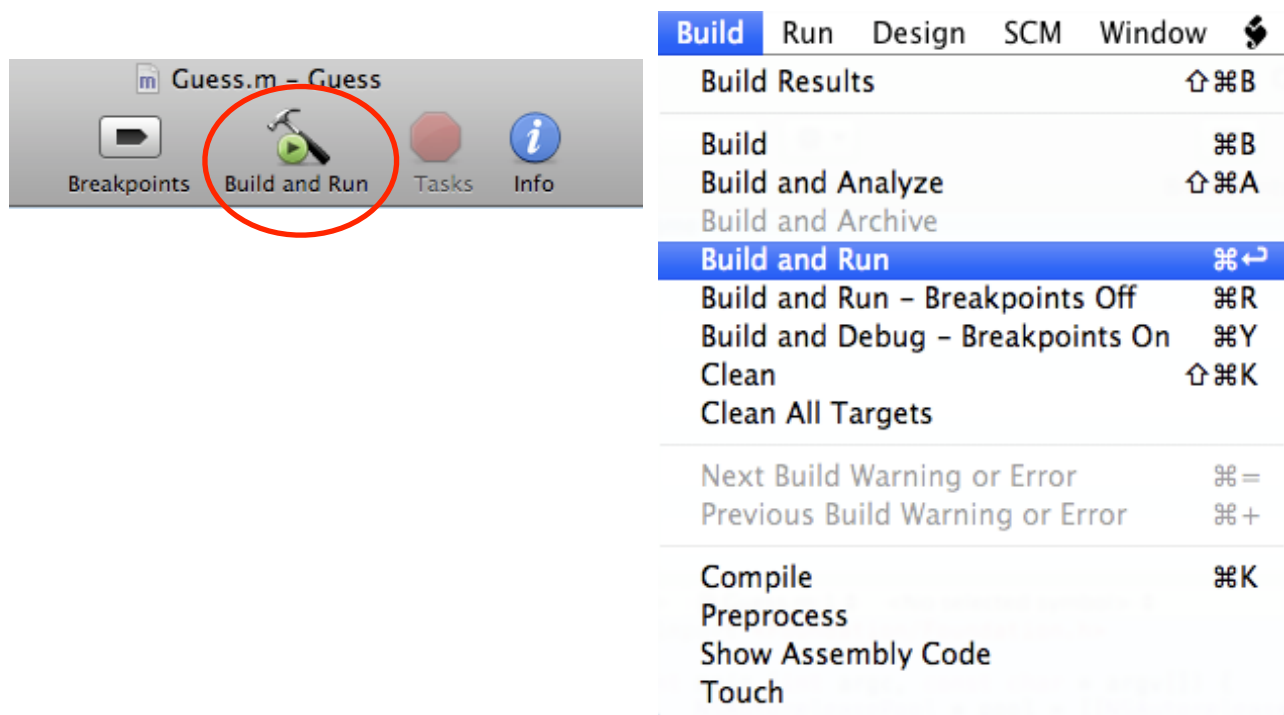 Guess.m – Guess
Breakpoints Build and Run Tasks Info
Build Run Design SCM Window
Build Results ⇧⌘B
Build ⌘B
Build and Analyze ⇧⌘A
Build and Archive
Build and Run ⌘↩
Build and Run – Breakpoints Off ⌘R
Build and Debug – Breakpoints On ⌘Y
Clean ⇧⌘K
Clean All Targets
Next Build Warning or Error ⌘=
Previous Build Warning or Error ⌘+
Compile ⌘K
Preprocess
Show Assembly Code
Touch